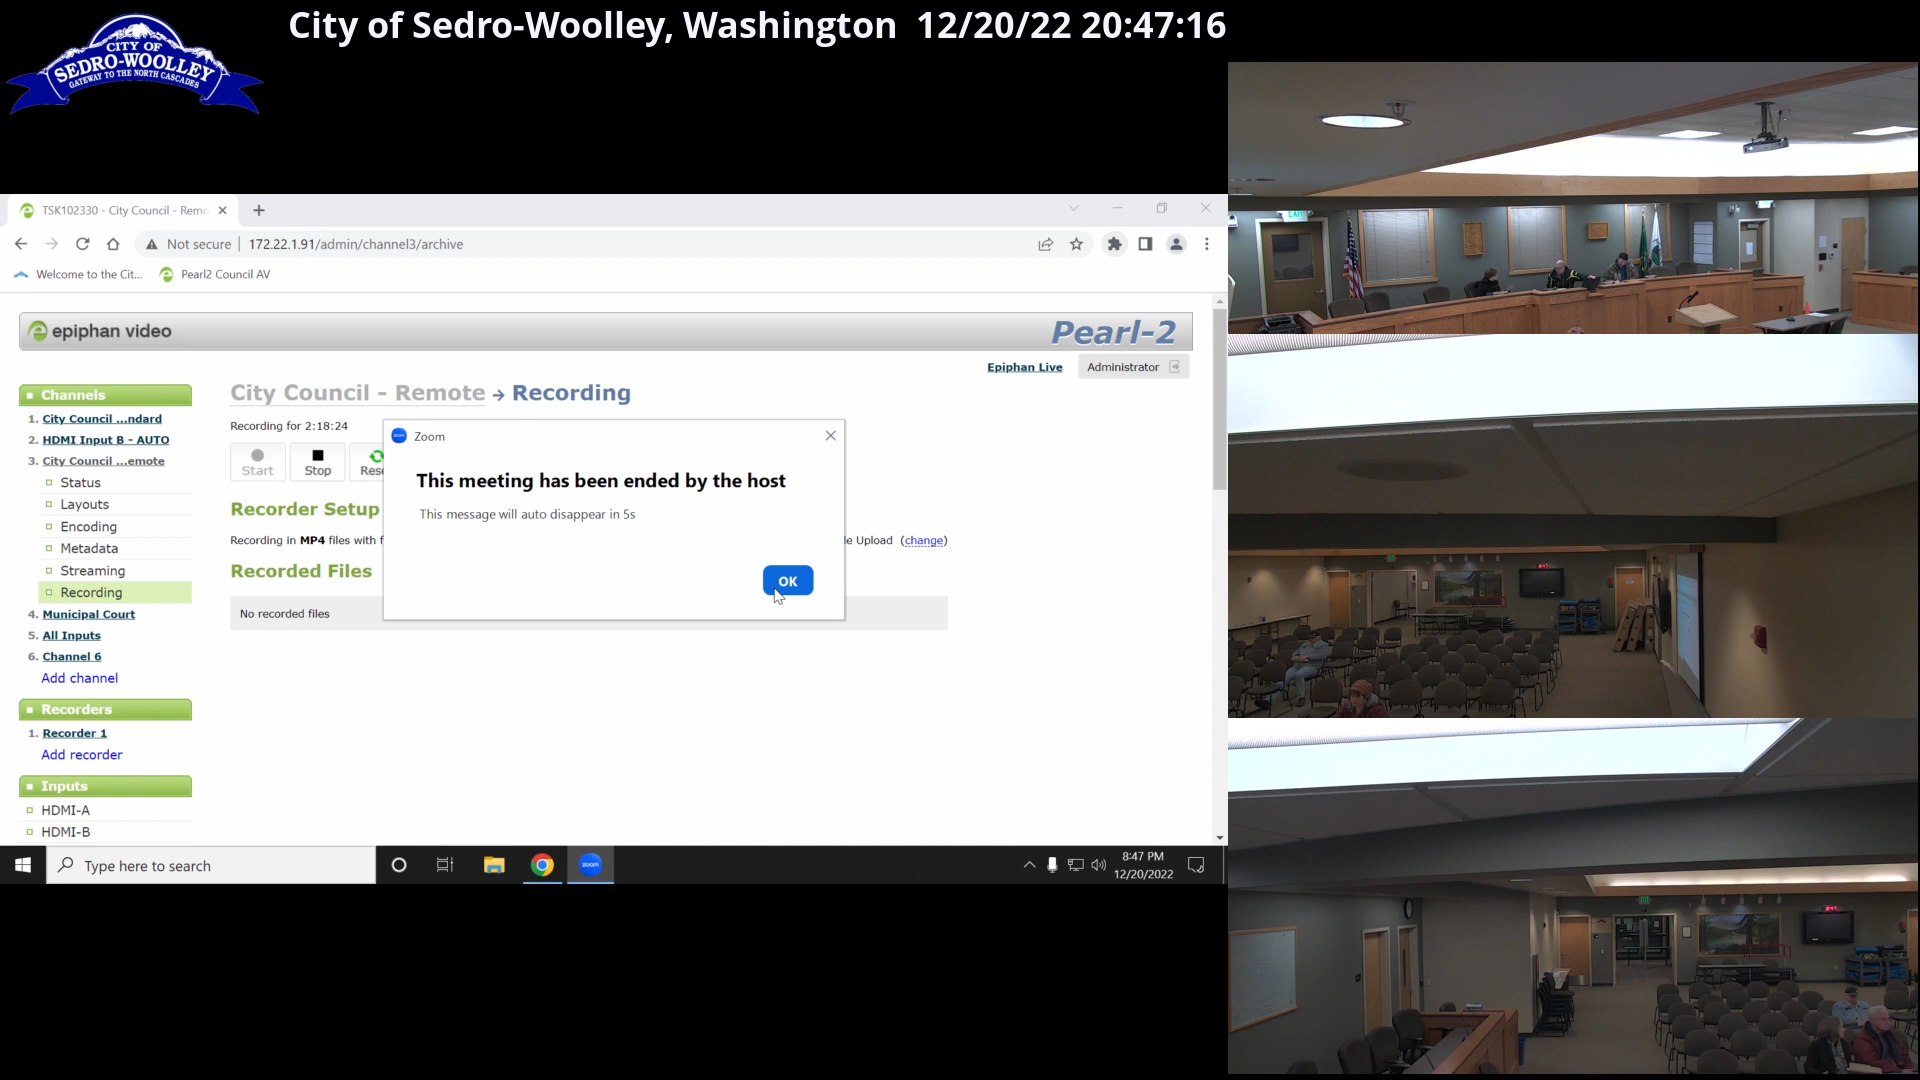 CITY OF
SEDRO-WOOLLEY
GATEWAY TO THE NORTH CASCADES
City of Sedro-Woolley, Washington 12/20/22 20:47:16
TSK102330 - City Council - Remo
Not secure | 172.22.1.91/admin/channel3/archive
Welcome to the Cit...
Pearl2 Council AV
epiphan video
Pearl-2
Epiphan Live
Administrator
Channels
1. City Council ...ndard
2. HDMI Input B - AUTO
3. City Council ...emote
Status
Layouts
Encoding
Metadata
Streaming
Recording
4. Municipal Court
5. All Inputs
6. Channel 6
Add channel
Recorders
1. Recorder 1
Add recorder
Inputs
HDMI-A
HDMI-B
City Council - Remote → Recording
Recording for 2:18:24
Start
Stop
Rese
Recorder Setup
Recording in MP4 files with f
le Upload (change)
Recorded Files
No recorded files
Zoom
This meeting has been ended by the host
This message will auto disappear in 5s
OK
Type here to search
zoom
8:47 PM
12/20/2022
EXIT
8:47
8:47